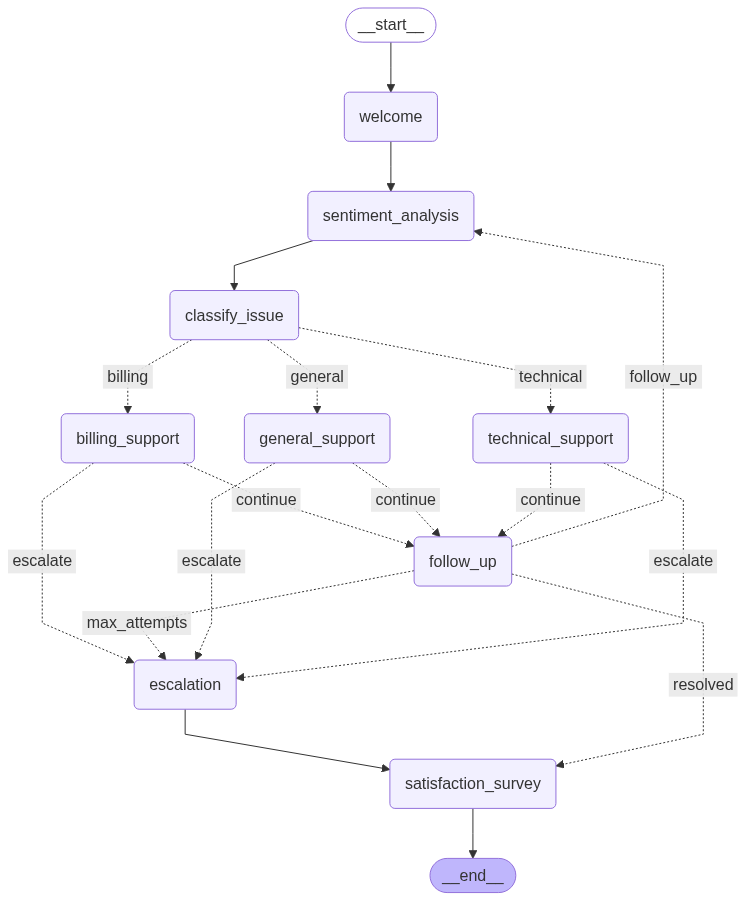 __start__
welcome
sentiment_analysis
classify_issue
billing
general
technical
follow_up
billing_support
general_support
technical_support
continue
continue
continue
escalate
escalate
follow_up
escalate
max_attempts
escalation
resolved
satisfaction_survey
__end__